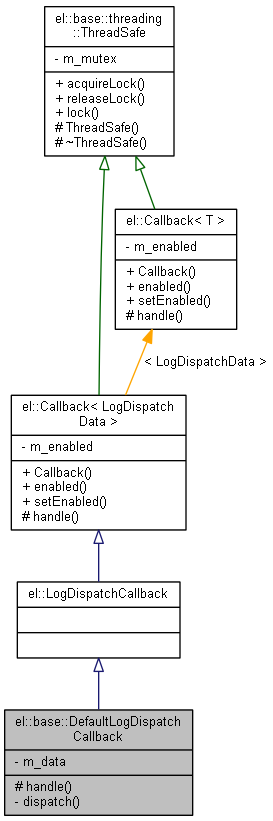 el::base::threading
::ThreadSafe
- m_mutex
+ acquireLock()
+ releaseLock()
+ lock()
# ThreadSafe()
# ~ThreadSafe()
el::Callback< T >
- m_enabled
+ Callback()
+ enabled()
+ setEnabled()
# handle()
< LogDispatchData >
el::Callback< LogDispatch
Data >
- m_enabled
+ Callback()
+ enabled()
+ setEnabled()
# handle()
el::LogDispatchCallback
el::base::DefaultLogDispatch
Callback
- m_data
# handle()
- dispatch()